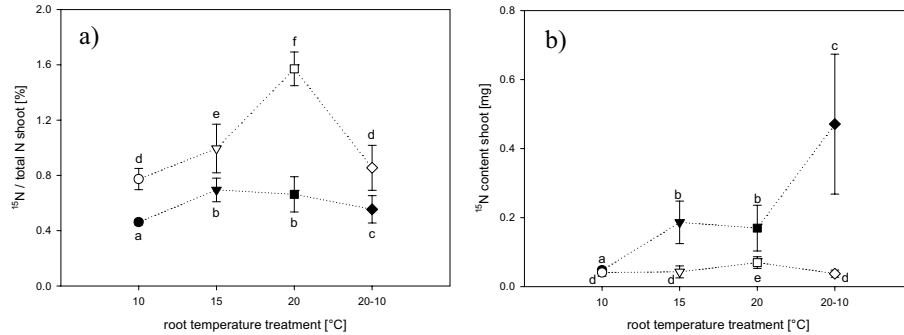 a)
¹⁵N / total N shoot [%]
2.0
1.6
1.2
0.8
0.4
0.0
d
e
f
d
a
b
b
c
10 15 20 20-10
root temperature treatment [°C]
b)
¹⁵N content shoot [mg]
0.8
0.6
0.4
0.2
0.0
a
b
b
c
d
d
e
d
10 15 20 20-10
root temperature treatment [°C]